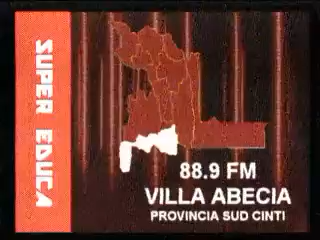 SUPER EDUCA
88.9 FM
VILLA ABECIA
PROVINCIA SUD CINTI